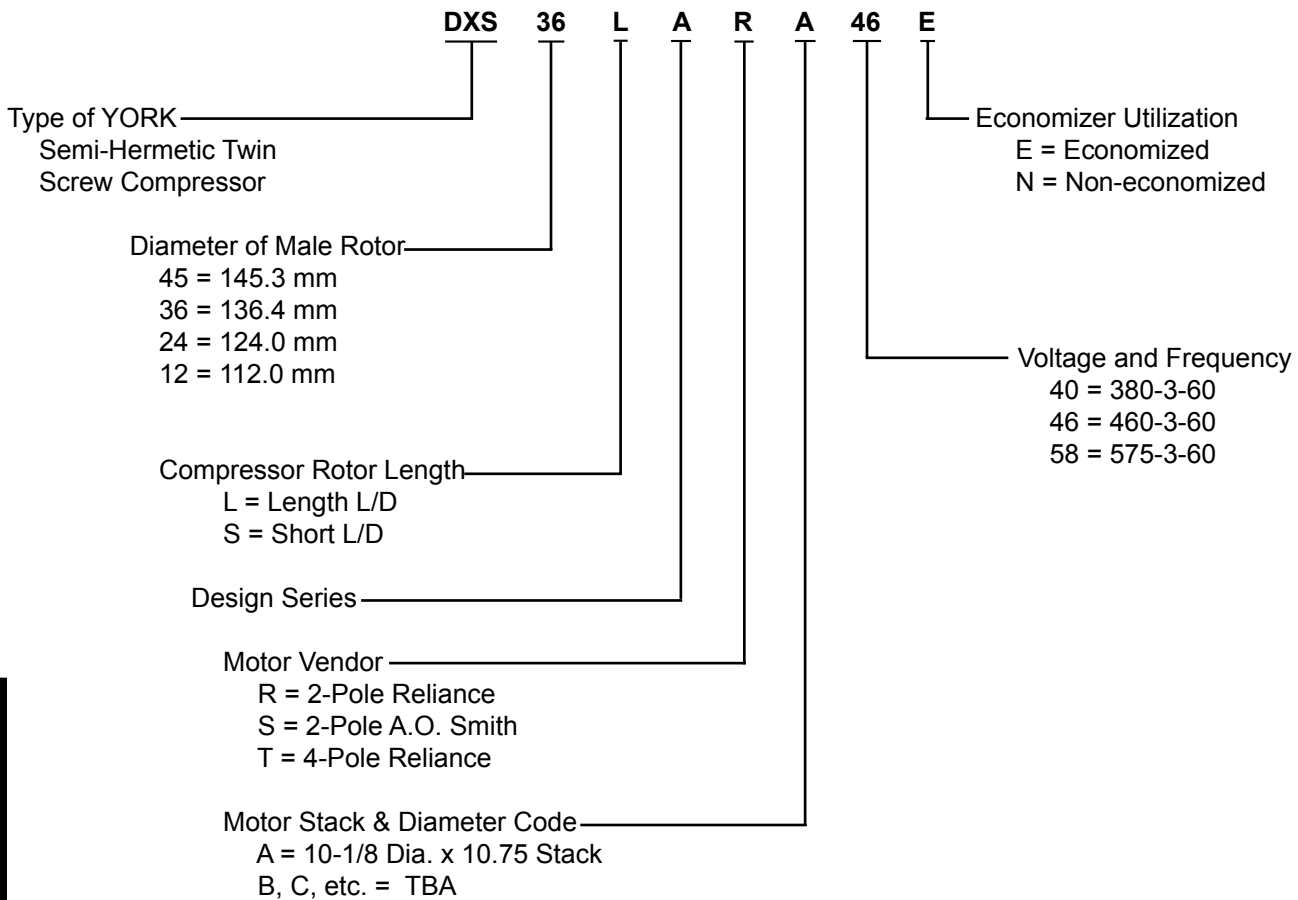 DXS 36 L A R A 46 E
Type of YORK
Semi-Hermetic Twin
Screw Compressor
Economizer Utilization
E = Economized
N = Non-economized
Diameter of Male Rotor
45 = 145.3 mm
36 = 136.4 mm
24 = 124.0 mm
12 = 112.0 mm
Voltage and Frequency
40 = 380-3-60
46 = 460-3-60
58 = 575-3-60
Compressor Rotor Length
L = Length L/D
S = Short L/D
Design Series
Motor Vendor
R = 2-Pole Reliance
S = 2-Pole A.O. Smith
T = 4-Pole Reliance
Motor Stack & Diameter Code
A = 10-1/8 Dia. x 10.75 Stack
B, C, etc. = TBA